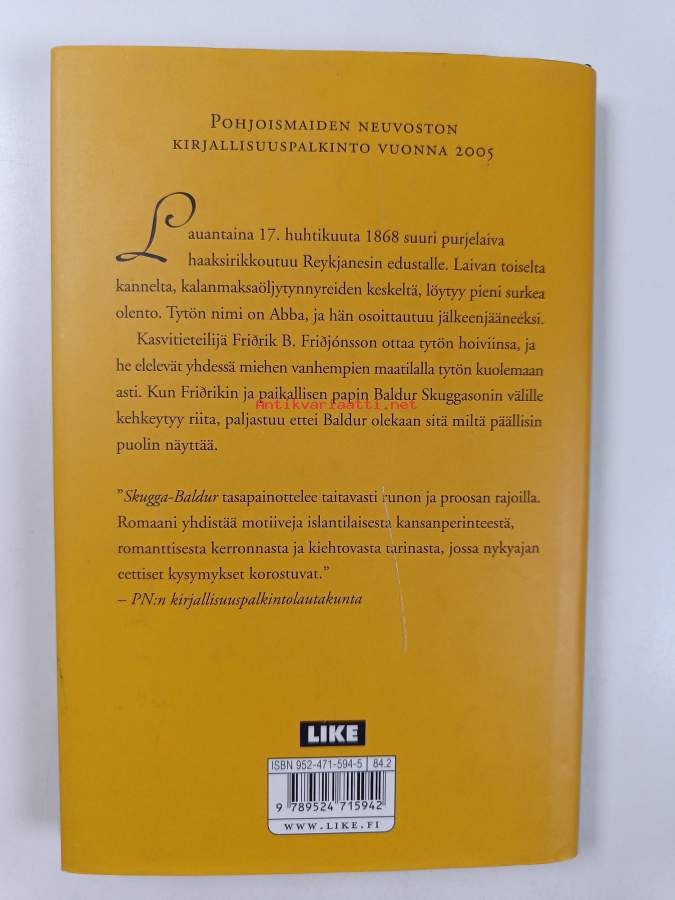 POHJOISMAIDEN NEUVOSTON
KIRJALLISUUSPALKINTO VUONNA 2005
Lauantaina 17. huhtikuuta 1868 suuri purjelaiva
haaksirikkoutuu Reykjanesin edustalle. Laivan toiselta
kannelta, kalanmaksaöljytynnyreiden keskeltä, löytyy pieni surkea
olento. Tytön nimi on Abba, ja hän osoittautuu jälkeenjääneeksi.
Kasvitieteilijä Friðrik B. Friðjónsson ottaa tytön hoiviinsa, ja
he elelevät yhdessä miehen vanhempien maatilalla tytön kuolemaan
asti. Kun Friðrikin ja paikallisen papin Baldur Skuggasonin välille
kehkeytyy riita, paljastuu ettei Baldur olekaan sitä miltä päällisin
puolin näyttää.
Antikvariaatti.net
"Skugga-Baldur tasapainottelee taitavasti runon ja proosan rajoilla.
Romaani yhdistää motiiveja islantilaisesta kansanperinteestä,
romanttisesta kerronnasta ja kiehtovasta tarinasta, jossa nykyajan
eettiset kysymykset korostuvat."
– PN:n kirjallisuuspalkintolautakunta
LIKE
ISBN 952-471-594-5 84.2
9 789524 715942
WWW.LIKE.FI